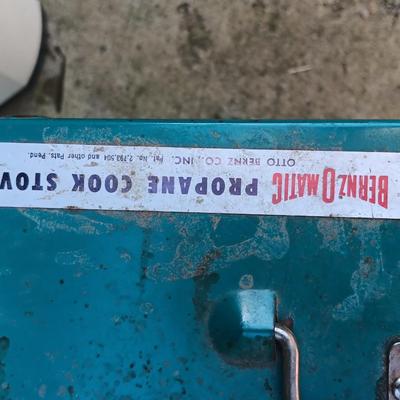 BERNZOMATIC PROPANE COOK STOV
OTTO BERNZ CO., INC. Pat. No. 2,793,504 and other Pats. Pend.